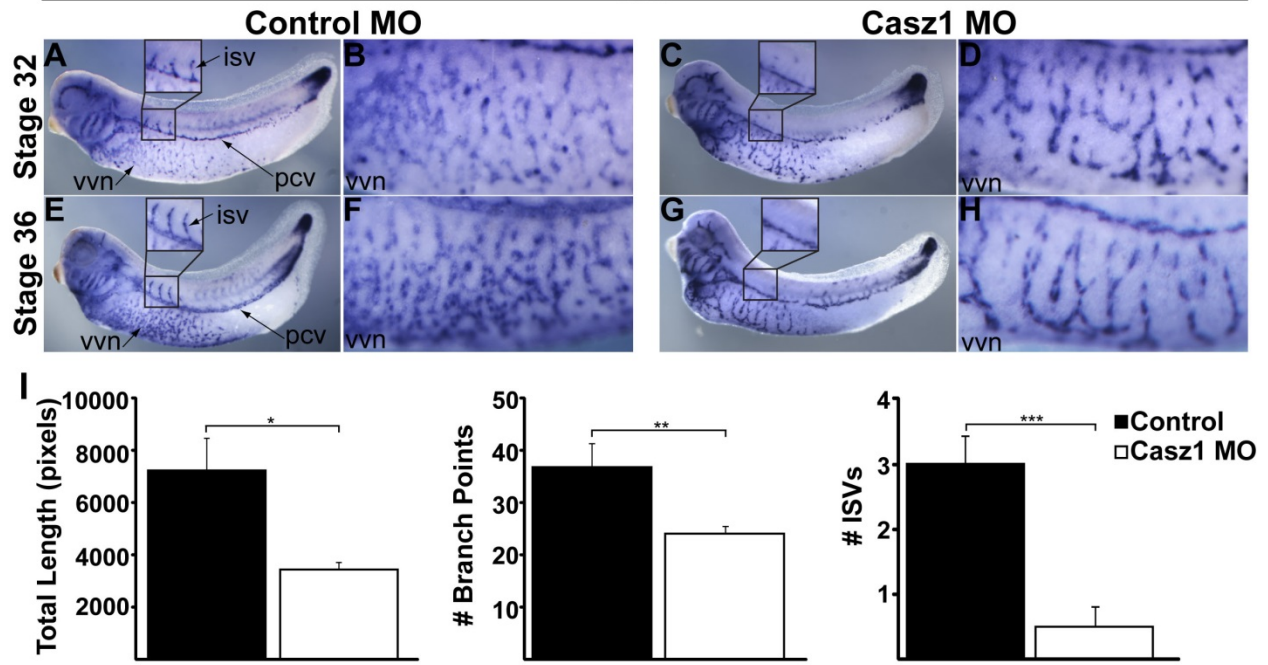 Control MO
Casz1 MO
Stage 32
A
isv
vvn
pcv
B
vvn
C
D
vvn
Stage 36
E
isv
vvn
pcv
F
vvn
G
H
vvn
I
Total Length (pixels)
10000
8000
6000
4000
2000
*
# Branch Points
50
40
30
20
10
**
# ISVs
4
3
2
1
***
Control
Casz1 MO